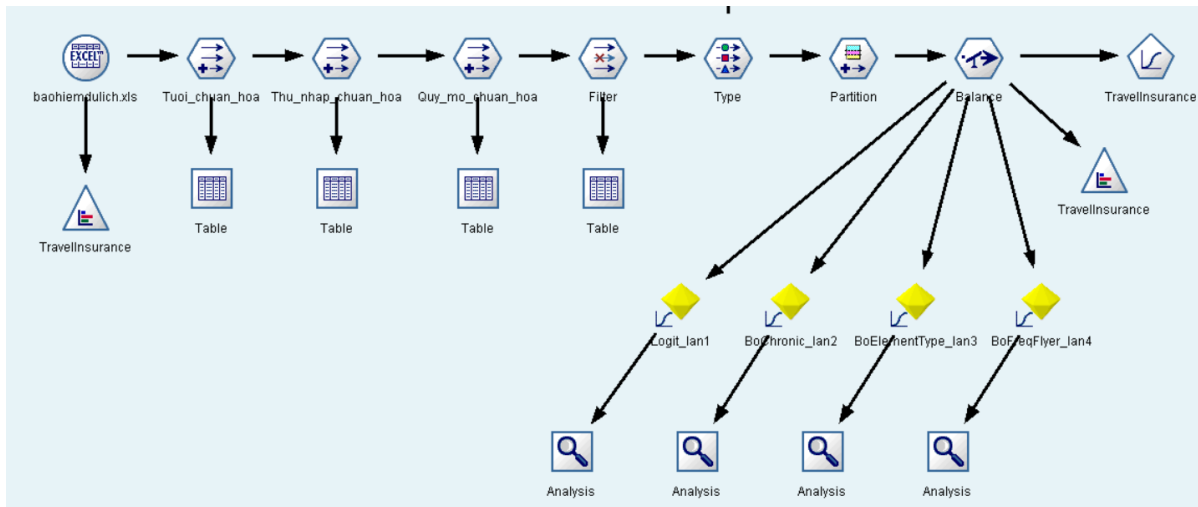 EXCEL
baohiemdulich.xls
Tuoi_chuan_hoa
Thu_nhap_chuan_hoa
Quy_mo_chuan_hoa
Filter
Type
Partition
Balance
TravelInsurance
TravelInsurance
Table
Table
Table
Table
TravelInsurance
Logit_lan1
BoChronic_lan2
BoElementType_lan3
BoFreqFlyer_lan4
Analysis
Analysis
Analysis
Analysis